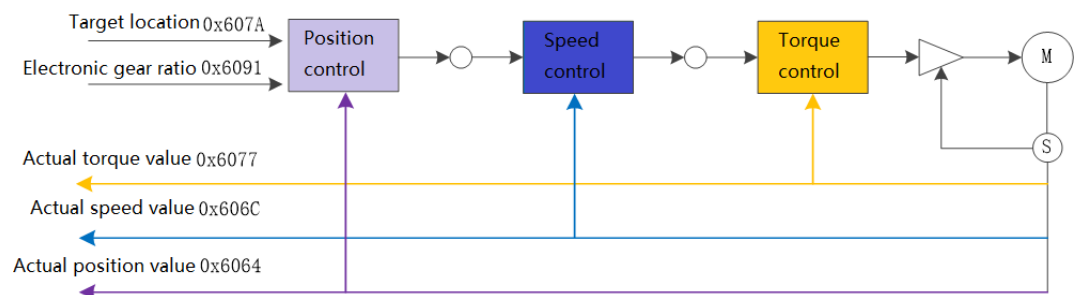 Target location 0x607A
Electronic gear ratio 0x6091
Position
control
Speed
control
Torque
control
M
S
Actual torque value 0x6077
Actual speed value 0x606C
Actual position value 0x6064